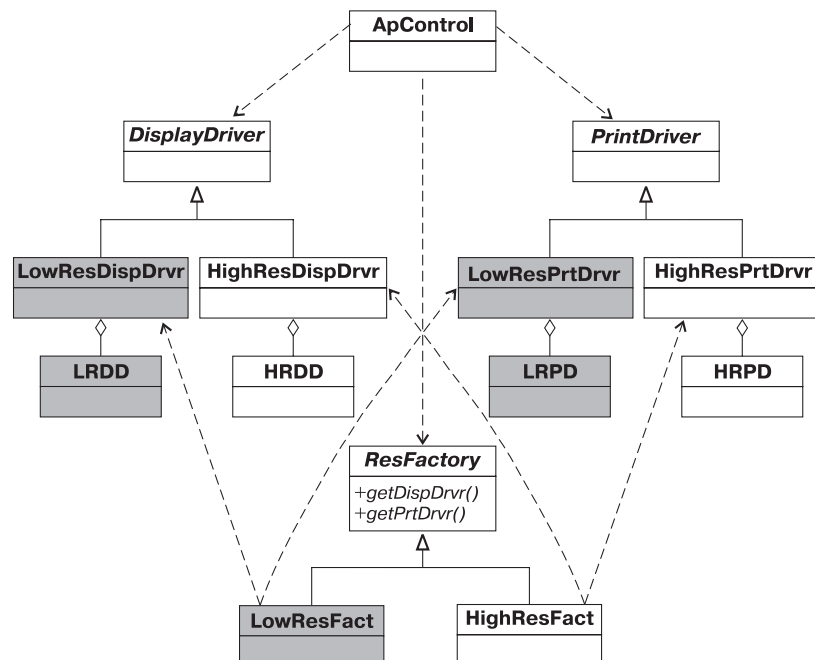 ApControl
DisplayDriver
PrintDriver
LowResDispDrvr
HighResDispDrvr
LowResPrtDrvr
HighResPrtDrvr
LRDD
HRDD
LRPD
HRPD
ResFactory
+getDispDrvr()
+getPrtDrvr()
LowResFact
HighResFact